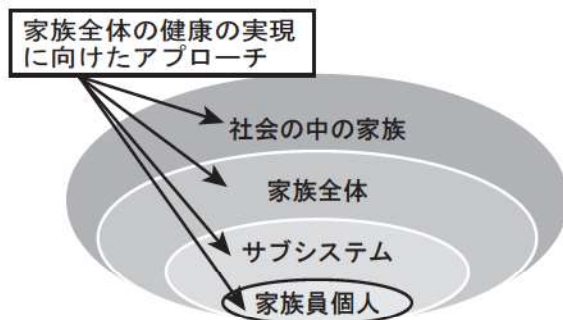 家族全体の健康の実現
に向けたアプローチ
社会の中の家族
家族全体
サブシステム
家族員個人